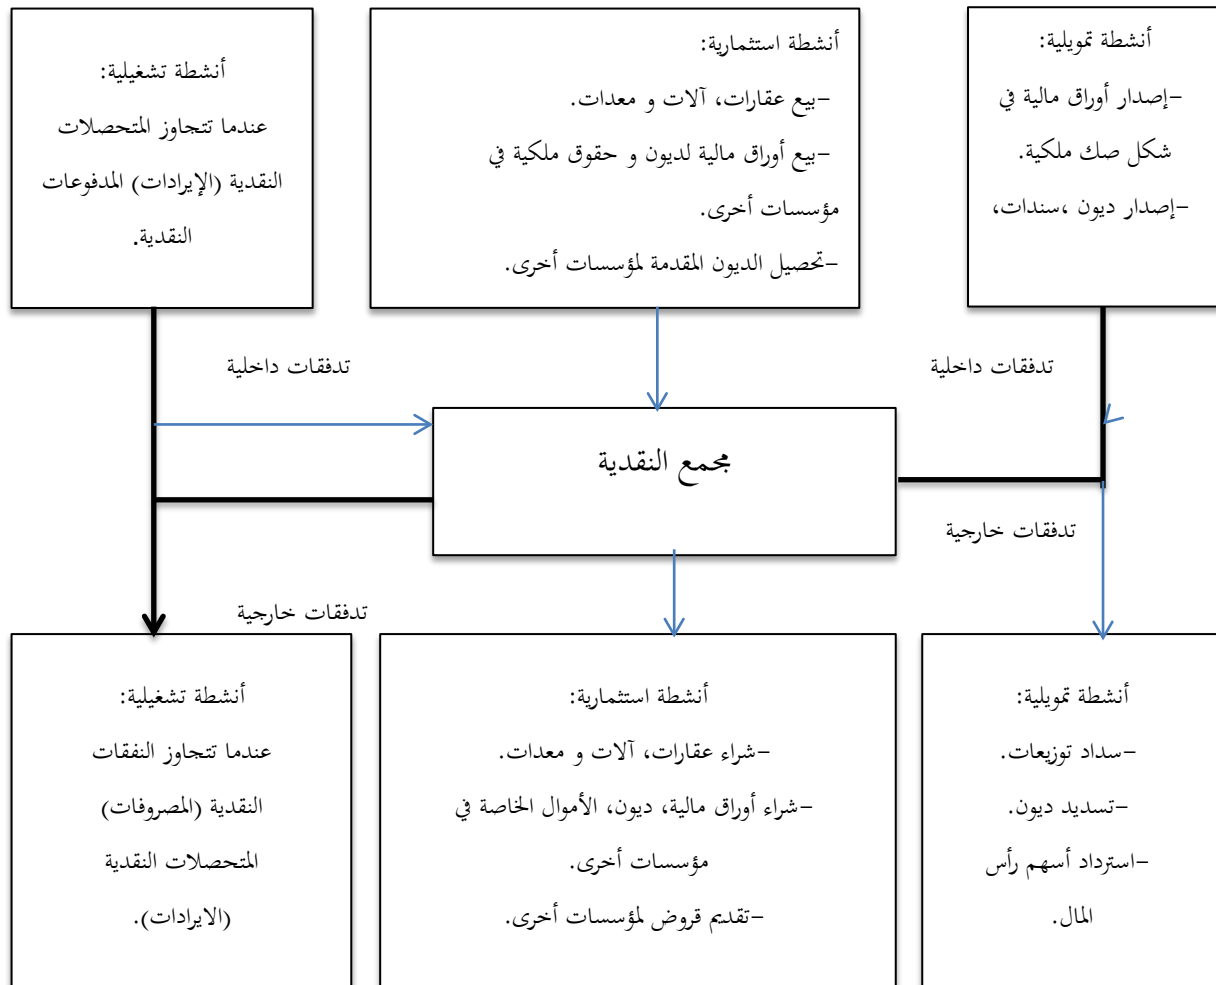 أنشطة تمويلية:
–إصدار أوراق مالية في
شكل صك ملكية.
–إصدار ديون ،سندات،
أنشطة استثمارية:
–بيع عقارات، آلات و معدات.
–بيع أوراق مالية لديون و حقوق ملكية في
مؤسسات أخرى.
–تحصيل الديون المقدمة لمؤسسات أخرى.
أنشطة تشغيلية:
عندما تتجاوز المتحصلات
النقدية (الإيرادات) المدفوعات
النقدية.
تدفقات داخلية
تدفقات داخلية
مجمع النقدية
تدفقات خارجية
تدفقات خارجية
أنشطة تمويلية:
–سداد توزيعات.
–تسديد ديون.
–استرداد أسهم رأس
المال.
أنشطة استثمارية:
–شراء عقارات، آلات و معدات.
–شراء أوراق مالية، ديون، الأموال الخاصة في
مؤسسات أخرى.
–تقديم قروض لمؤسسات أخرى.
أنشطة تشغيلية:
عندما تتجاوز النفقات
النقدية (المصروفات)
المتحصلات النقدية
(الايرادات).